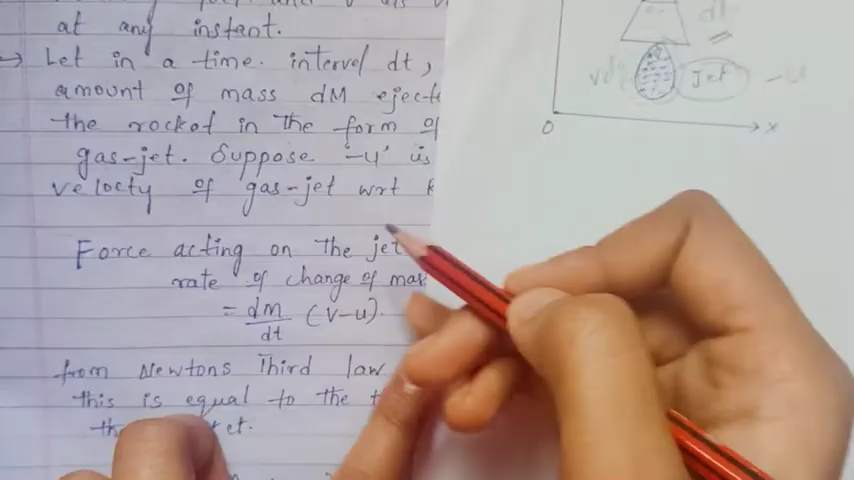 at any instant.
→ Let in a time. interval dt,
amount of mass dM ejecte
the rocket in the form of
gas-jet. Suppose '-u' is
velocty of gas-jet wrt
Force acting on the jet
rate of change of mas
= dM/dt (V-u).
from Newtons Third law
this is equal to the
jet
-u
O
x